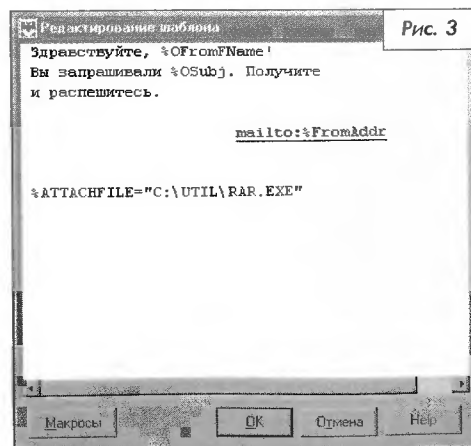 Редактирование шаблона
Рис. 3
Здравствуйте, %OFromFName!
Вы запрашивали %OSubj. Получите
и распешитесь.
mailto:%FromAddr
%ATTACHFILE="C:\UTIL\RAR.EXE"
Макросы
OK
Отмена
Help